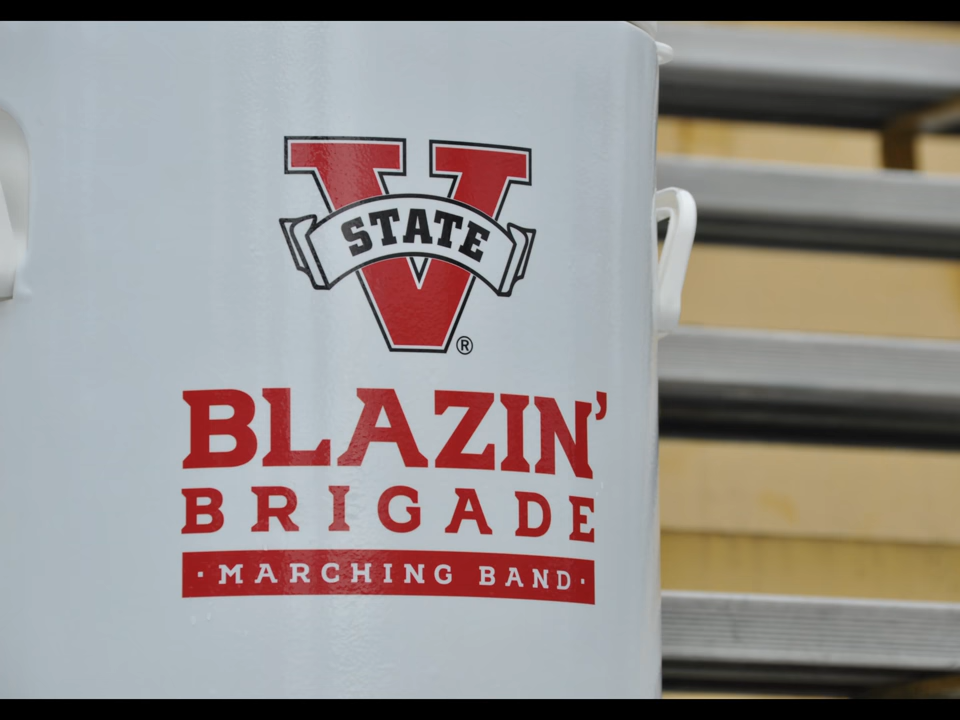 STATE
®
BLAZIN'
BRIGADE
· MARCHING BAND ·